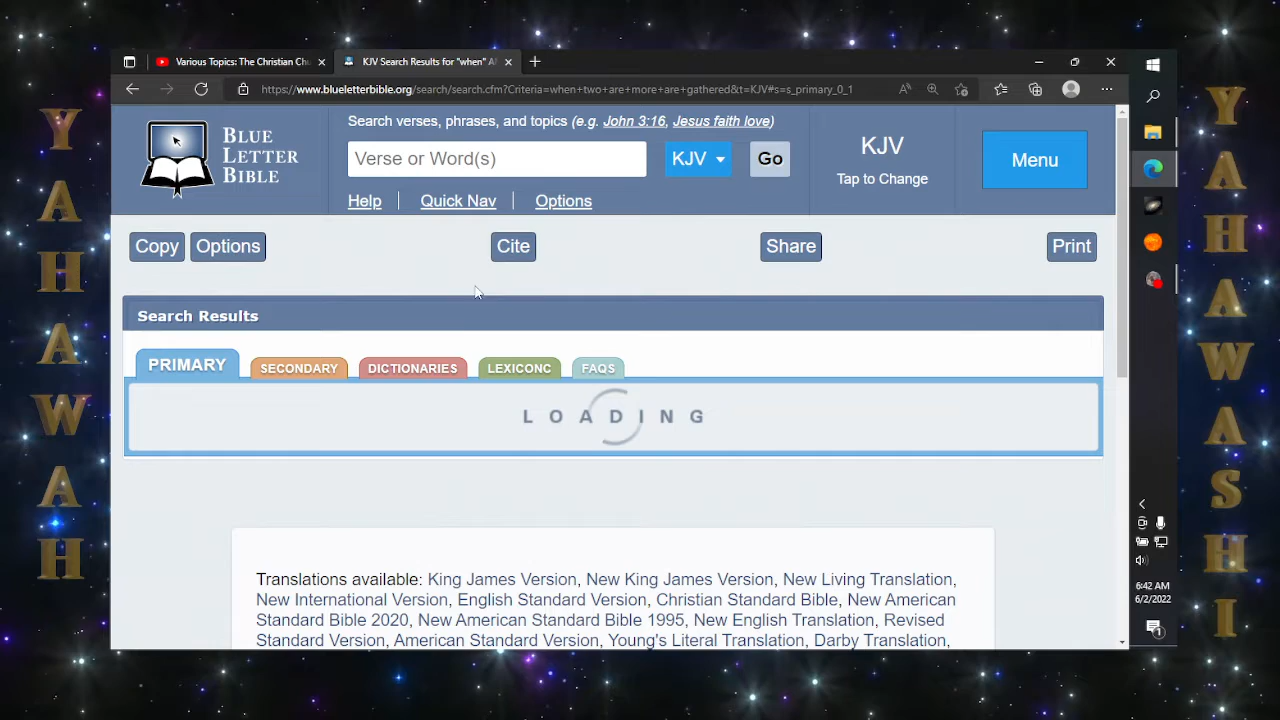 Various Topics: The Christian Chu
KJV Search Results for "when" AN
https://www.blueletterbible.org/search/search.cfm?Criteria=when+two+are+more+are+gathered&t=KJV#s=s_primary_0_1
BLUE
LETTER
BIBLE
Search verses, phrases, and topics (e.g. John 3:16, Jesus faith love)
Verse or Word(s)
KJV
Go
Help
Quick Nav
Options
KJV
Tap to Change
Menu
Copy
Options
Cite
Share
Print
Search Results
PRIMARY
SECONDARY
DICTIONARIES
LEXICONC
FAQS
LOADING
Translations available: King James Version, New King James Version, New Living Translation,
New International Version, English Standard Version, Christian Standard Bible, New American
Standard Bible 2020, New American Standard Bible 1995, New English Translation, Revised
Standard Version, American Standard Version, Young's Literal Translation, Darby Translation,
6:42 AM
6/2/2022
1
YAHAWAH
YAHAWASHI